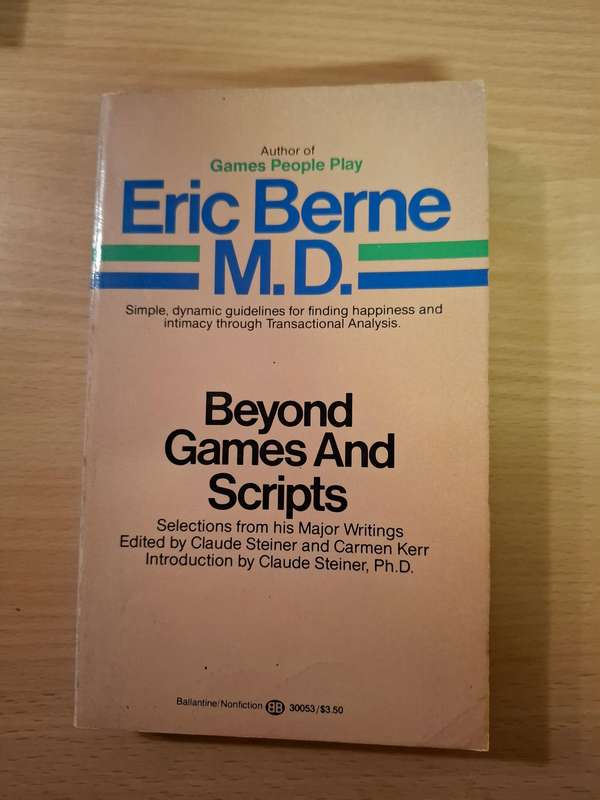 Author of
Games People Play
Eric Berne
M.D.
Simple, dynamic guidelines for finding happiness and
intimacy through Transactional Analysis.
Beyond
Games And
Scripts
Selections from his Major Writings
Edited by Claude Steiner and Carmen Kerr
Introduction by Claude Steiner, Ph.D.
Ballantine/Nonfiction BB 30053/$3.50